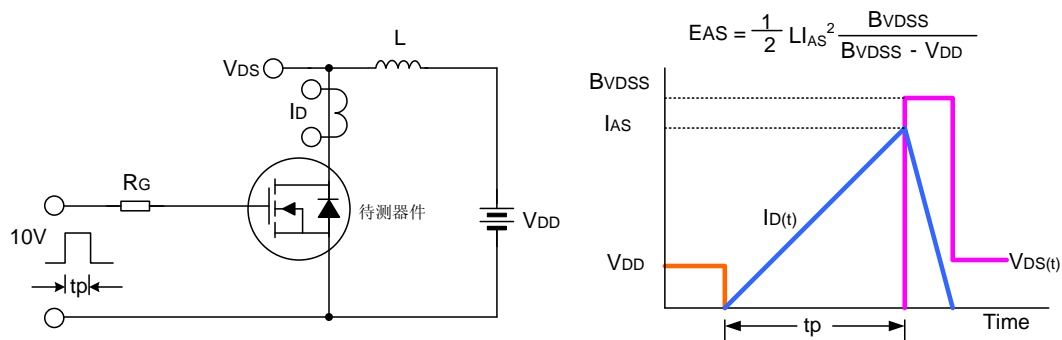 VDS
L
ID
RG
待测器件
10V
tp
VDD
EAS = 1/2 LIAS² BVDSS / (BVDSS - VDD)
BVDSS
IAS
ID(t)
VDD
VDS(t)
tp
Time